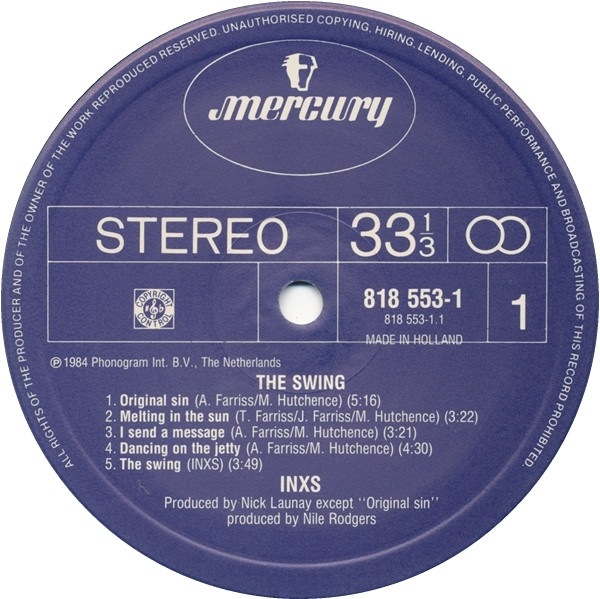 ALL RIGHTS OF THE PRODUCER AND OF THE OWNER OF THE WORK REPRODUCED RESERVED. UNAUTHORISED COPYING, HIRING, LENDING, PUBLIC PERFORMANCE AND BROADCASTING OF THIS RECORD PROHIBITED.
mercury
STEREO
33 1/3
COPYRIGHT
CONTROL
818 553-1
818 553-1.1
MADE IN HOLLAND
1
℗ 1984 Phonogram Int. B.V., The Netherlands
THE SWING
1. Original sin (A. Farriss/M. Hutchence) (5:16)
2. Melting in the sun (T. Farriss/J. Farriss/M. Hutchence) (3:22)
3. I send a message (A. Farriss/M. Hutchence) (3:21)
4. Dancing on the jetty (A. Farriss/M. Hutchence) (4:30)
5. The swing (INXS) (3:49)
INXS
Produced by Nick Launay except ''Original sin''
produced by Nile Rodgers